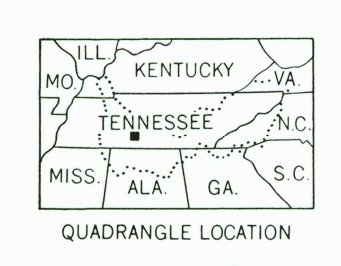 ILL.
KENTUCKY
MO.
VA.
TENNESSEE
N.C.
MISS.
ALA.
GA.
S.C.
QUADRANGLE LOCATION